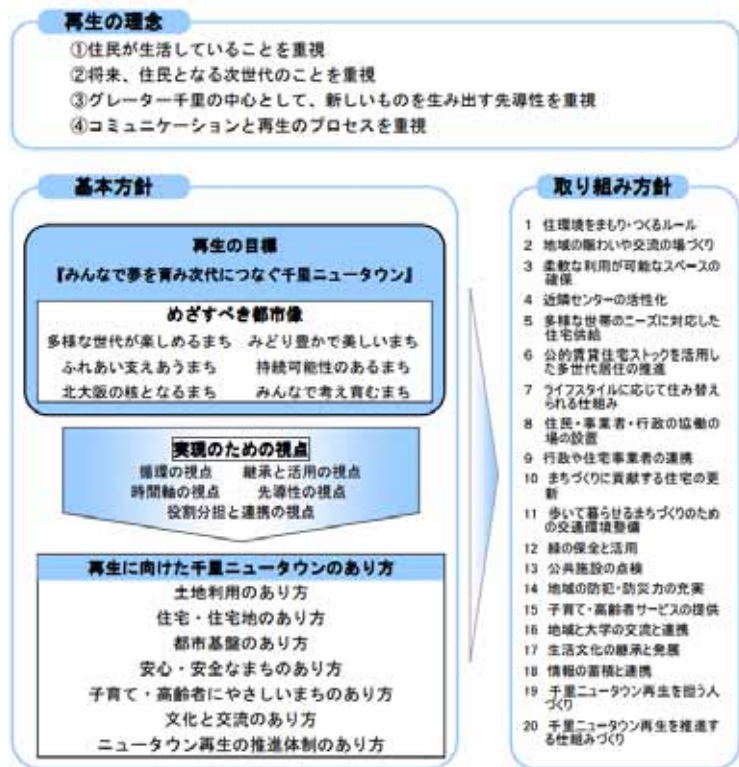 再生の理念
①住民が生活していることを重視
②将来、住民となる次世代のことを重視
③グレーター千里の中心として、新しいものを生み出す先導性を重視
④コミュニケーションと再生のプロセスを重視
基本方針
再生の目標
『みんなで夢を育み次代につなぐ千里ニュータウン』
めざすべき都市像
多様な世代が楽しめるまち　みどり豊かで美しいまち
ふれあい支えあうまち　持続可能性のあるまち
北大阪の核となるまち　みんなで考え育むまち
実現のための視点
循環の視点　継承と活用の視点
時間軸の視点　先導性の視点
役割分担と連携の視点
再生に向けた千里ニュータウンのあり方
土地利用のあり方
住宅・住宅地のあり方
都市基盤のあり方
安心・安全なまちのあり方
子育て・高齢者にやさしいまちのあり方
文化と交流のあり方
ニュータウン再生の推進体制のあり方
取り組み方針
1 住環境をまもり・つくるルール
2 地域の賑わいや交流の場づくり
3 柔軟な利用が可能なスペースの
確保
4 近隣センターの活性化
5 多様な世帯のニーズに対応した
住宅供給
6 公的賃貸住宅ストックを活用し
た多世代居住の推進
7 ライフスタイルに応じて住み替え
られる仕組み
8 住民・事業者・行政の協働の
場の設置
9 行政や住宅事業者の連携
10 まちづくりに貢献する住宅の更
新
11 歩いて暮らせるまちづくりのため
の交通環境整備
12 緑の保全と活用
13 公共施設の点検
14 地域の防犯・防災力の充実
15 子育て・高齢者サービスの提供
16 地域と大学の交流と連携
17 生活文化の継承と発展
18 情報の蓄積と連携
19 千里ニュータウン再生を担う人
づくり
20 千里ニュータウン再生を推進す
る仕組みづくり